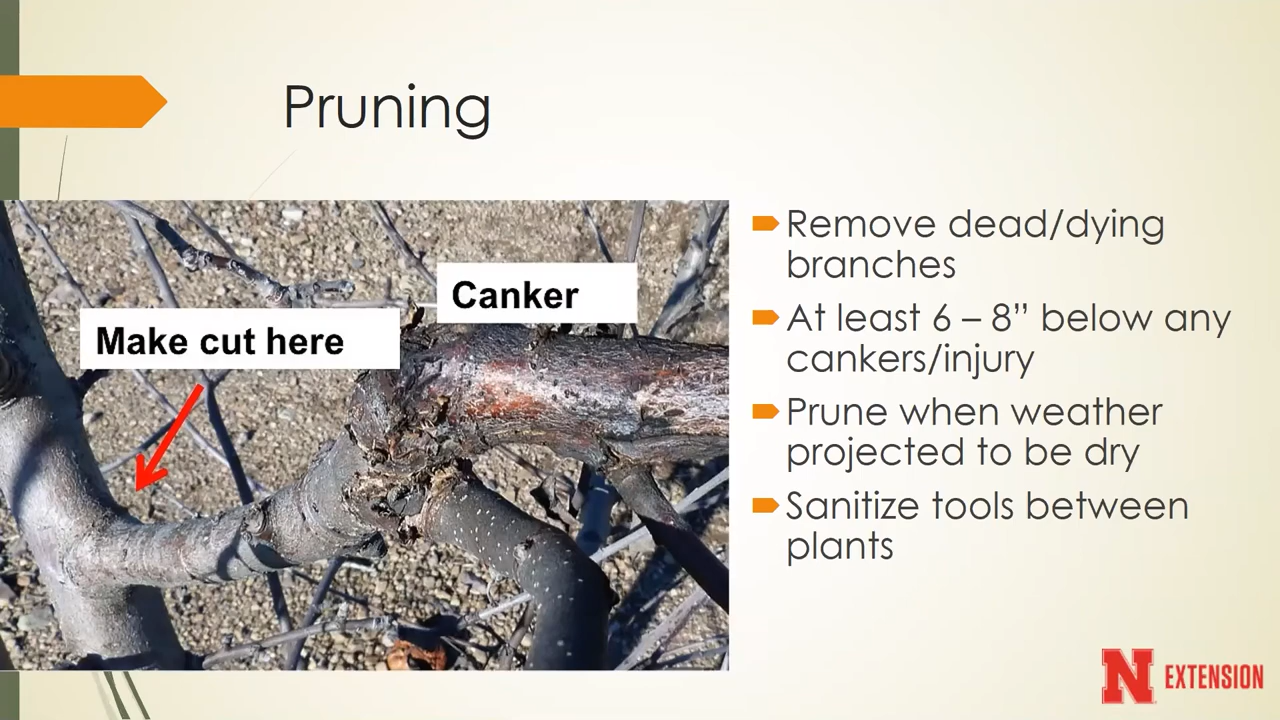 Pruning
Canker
Make cut here
Remove dead/dying
branches
At least 6 – 8” below any
cankers/injury
Prune when weather
projected to be dry
Sanitize tools between
plants
N EXTENSION